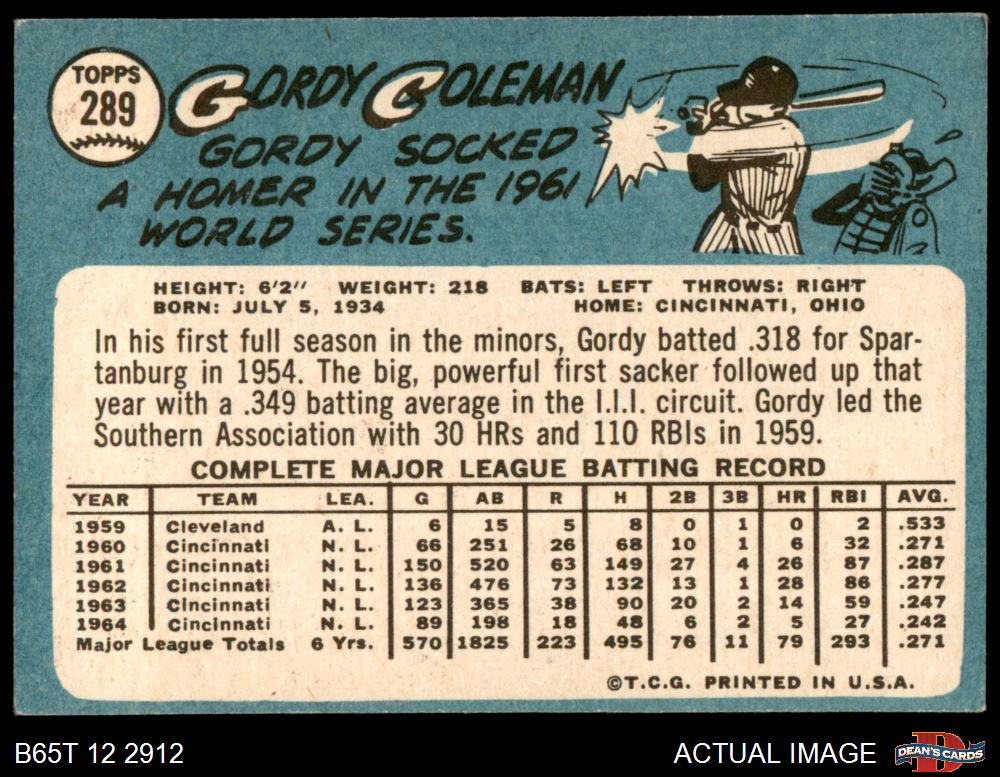 TOPPS
289
GORDY COLEMAN
GORDY SOCKED
A HOMER IN THE 1961
WORLD SERIES.
HEIGHT: 6'2" WEIGHT: 218 BATS: LEFT THROWS: RIGHT
BORN: JULY 5, 1934 HOME: CINCINNATI, OHIO
In his first full season in the minors, Gordy batted .318 for Spar-
tanburg in 1954. The big, powerful first sacker followed up that
year with a .349 batting average in the I.I.I. circuit. Gordy led the
Southern Association with 30 HRs and 110 RBIs in 1959.
COMPLETE MAJOR LEAGUE BATTING RECORD
YEAR TEAM LEA. G AB R H 2B 3B HR RBI AVG.
1959 Cleveland A. L. 6 15 5 8 0 1 0 2 .533
1960 Cincinnati N. L. 66 251 26 68 10 1 6 32 .271
1961 Cincinnati N. L. 150 520 63 149 27 4 26 87 .287
1962 Cincinnati N. L. 136 476 73 132 13 1 28 86 .277
1963 Cincinnati N. L. 123 365 38 90 20 2 14 59 .247
1964 Cincinnati N. L. 89 198 18 48 6 2 5 27 .242
Major League Totals 6 Yrs. 570 1825 223 495 76 11 79 293 .271
©T.C.G. PRINTED IN U.S.A.
B65T 12 2912 ACTUAL IMAGE D DEAN'S CARDS